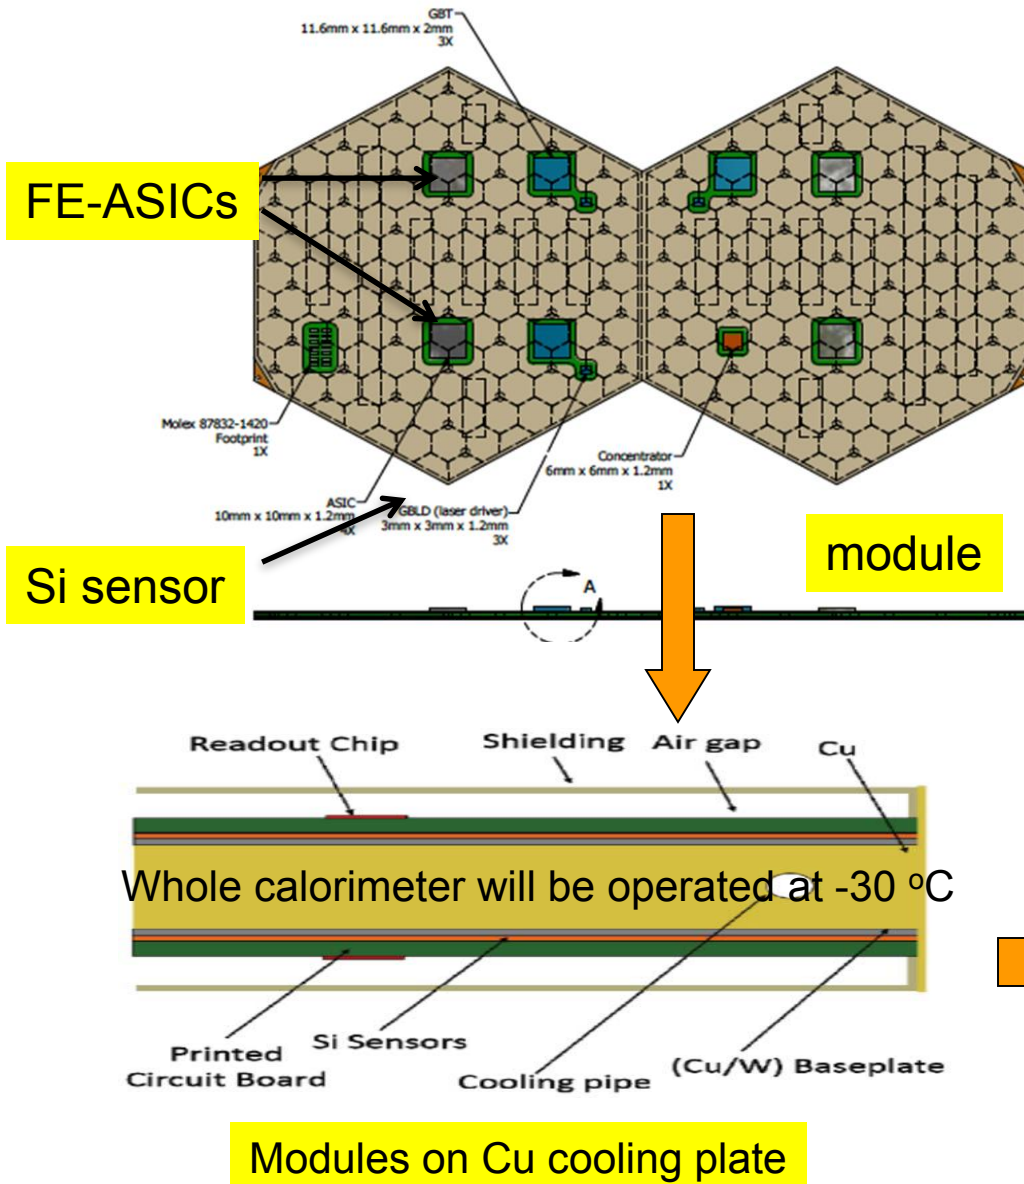 GBT
11.6mm x 11.6mm x 2mm
3X
FE-ASICs
Molex 87832-1420
Footprint
1X
ASIC
10mm x 10mm x 1.2mm
4X
GBLD (laser driver)
3mm x 3mm x 1.2mm
3X
Concentrator
6mm x 6mm x 1.2mm
1X
Si sensor
module
A
Readout Chip
Shielding
Air gap
Cu
Whole calorimeter will be operated at -30 ºC
Printed
Circuit Board
Si Sensors
Cooling pipe
(Cu/W) Baseplate
Modules on Cu cooling plate